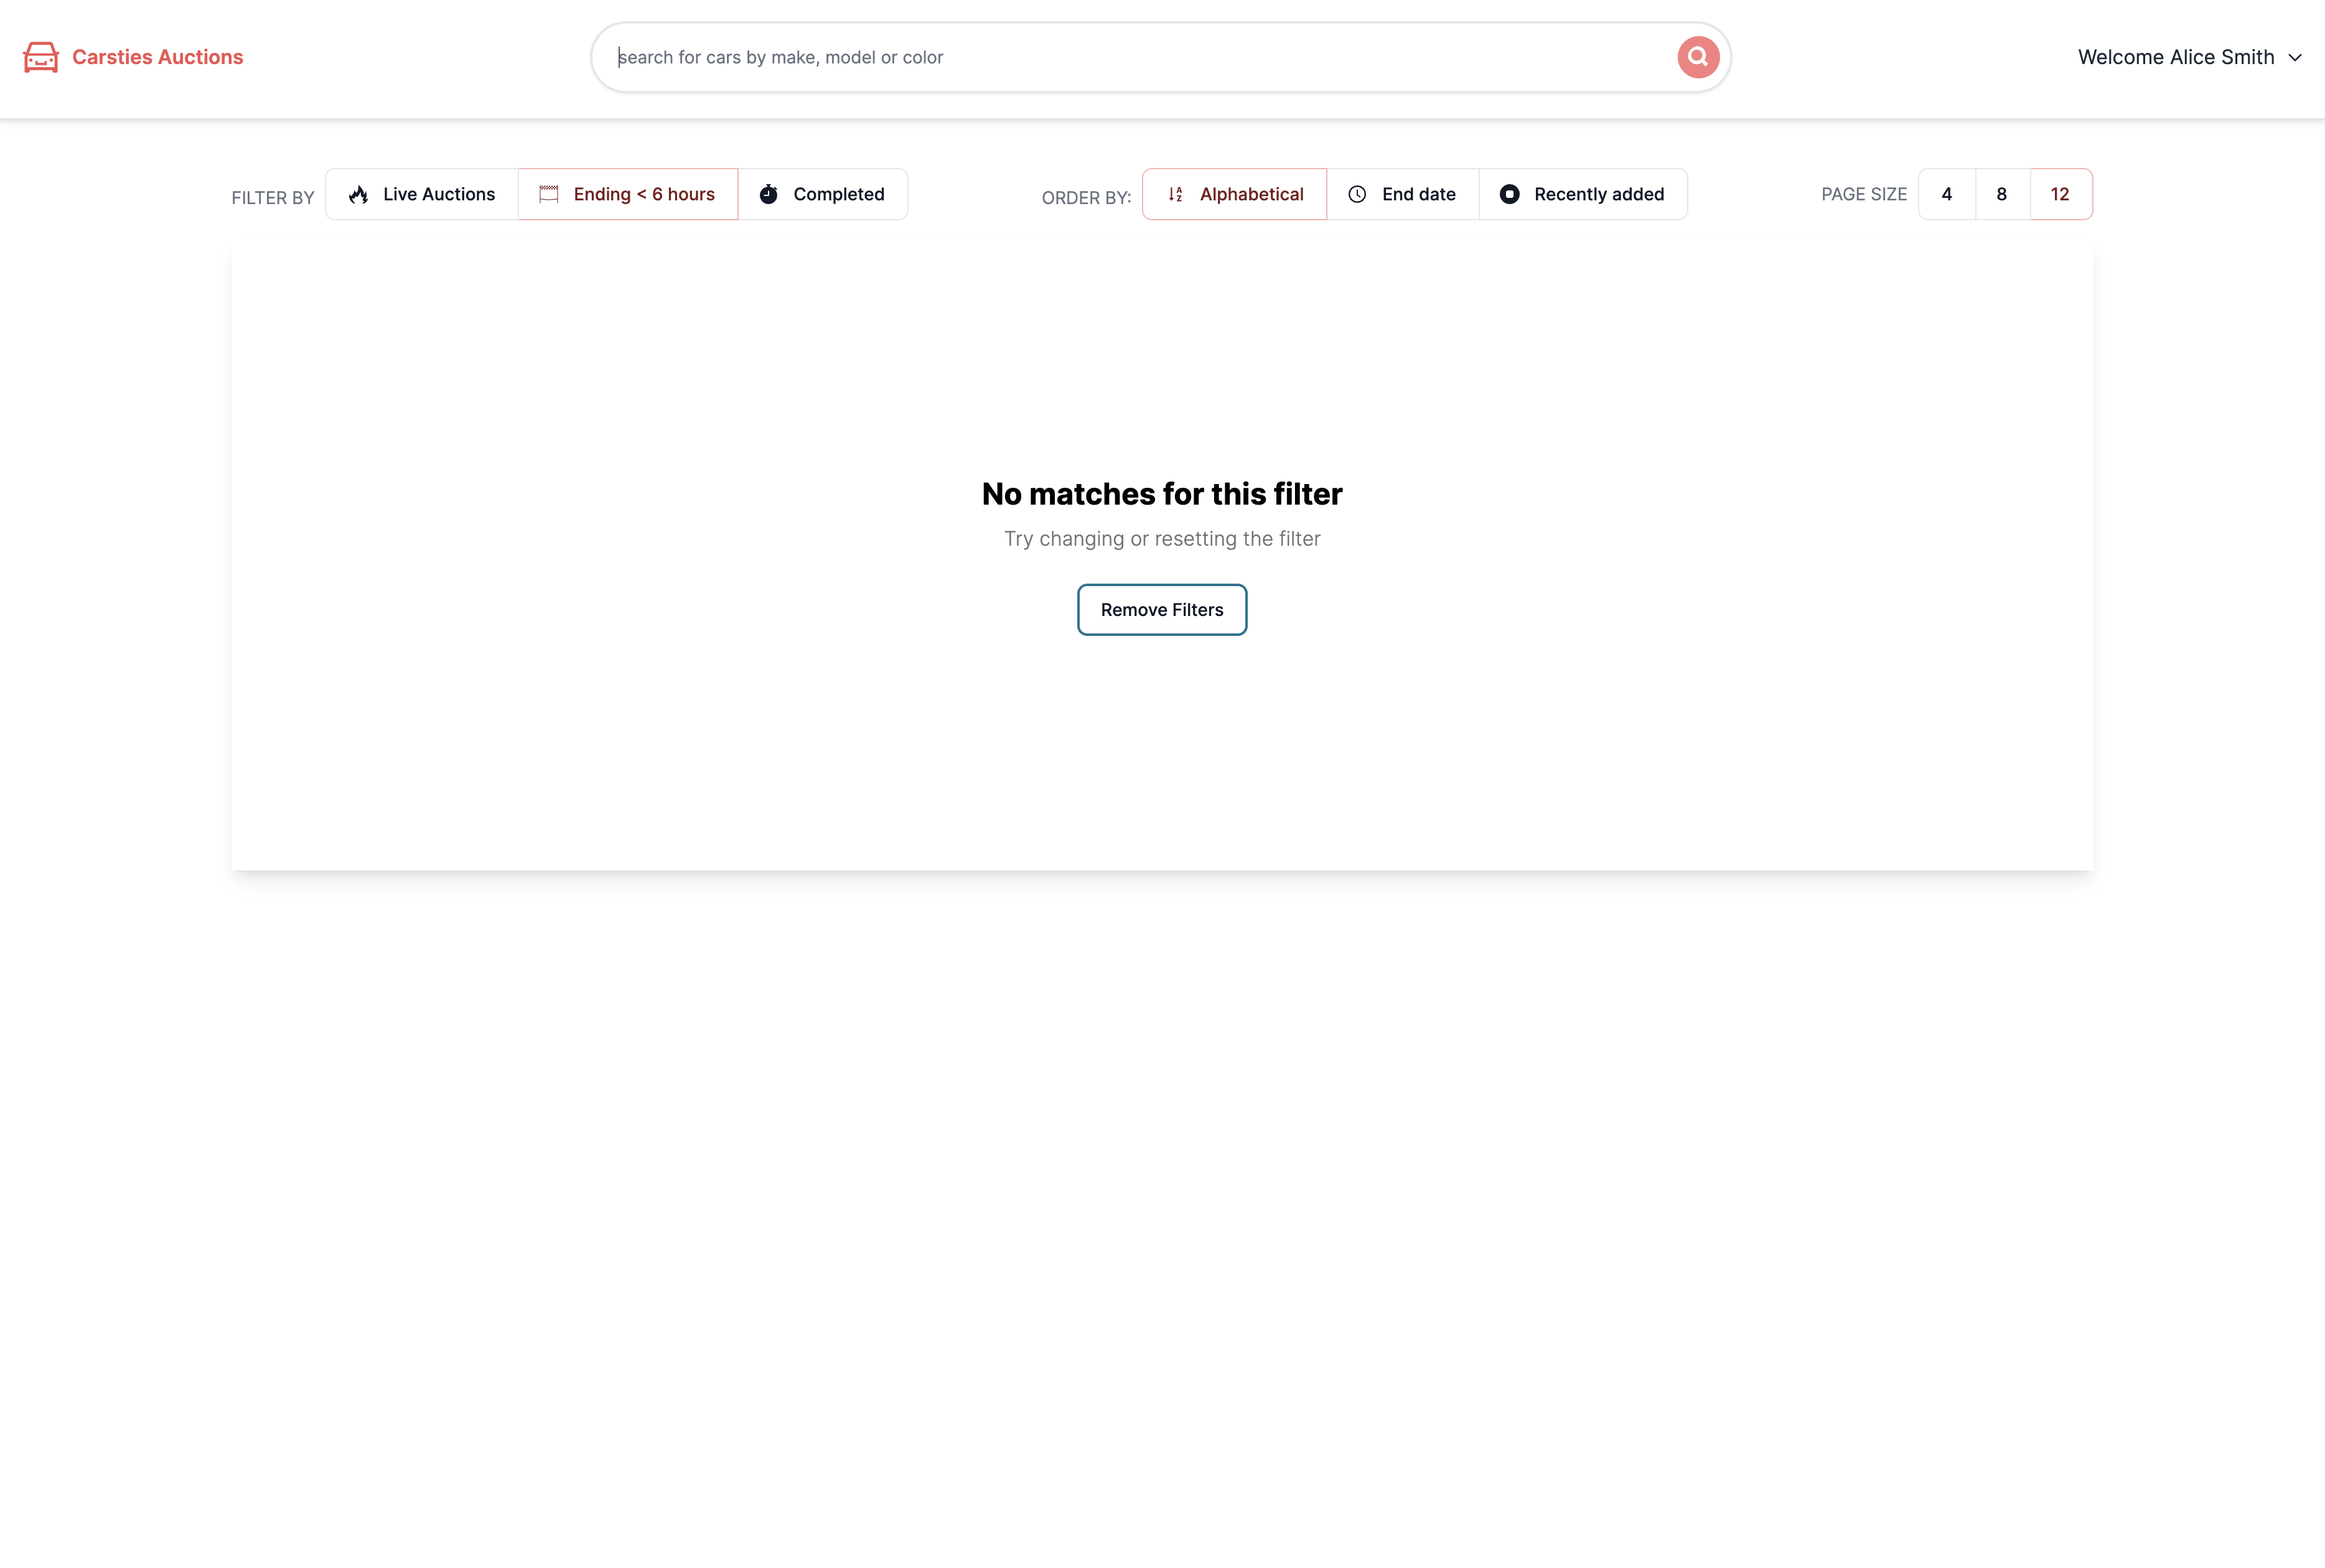 Carsties Auctions
search for cars by make, model or color
Welcome Alice Smith
FILTER BY
Live Auctions
Ending < 6 hours
Completed
ORDER BY:
Alphabetical
End date
Recently added
PAGE SIZE
4
8
12
No matches for this filter
Try changing or resetting the filter
Remove Filters